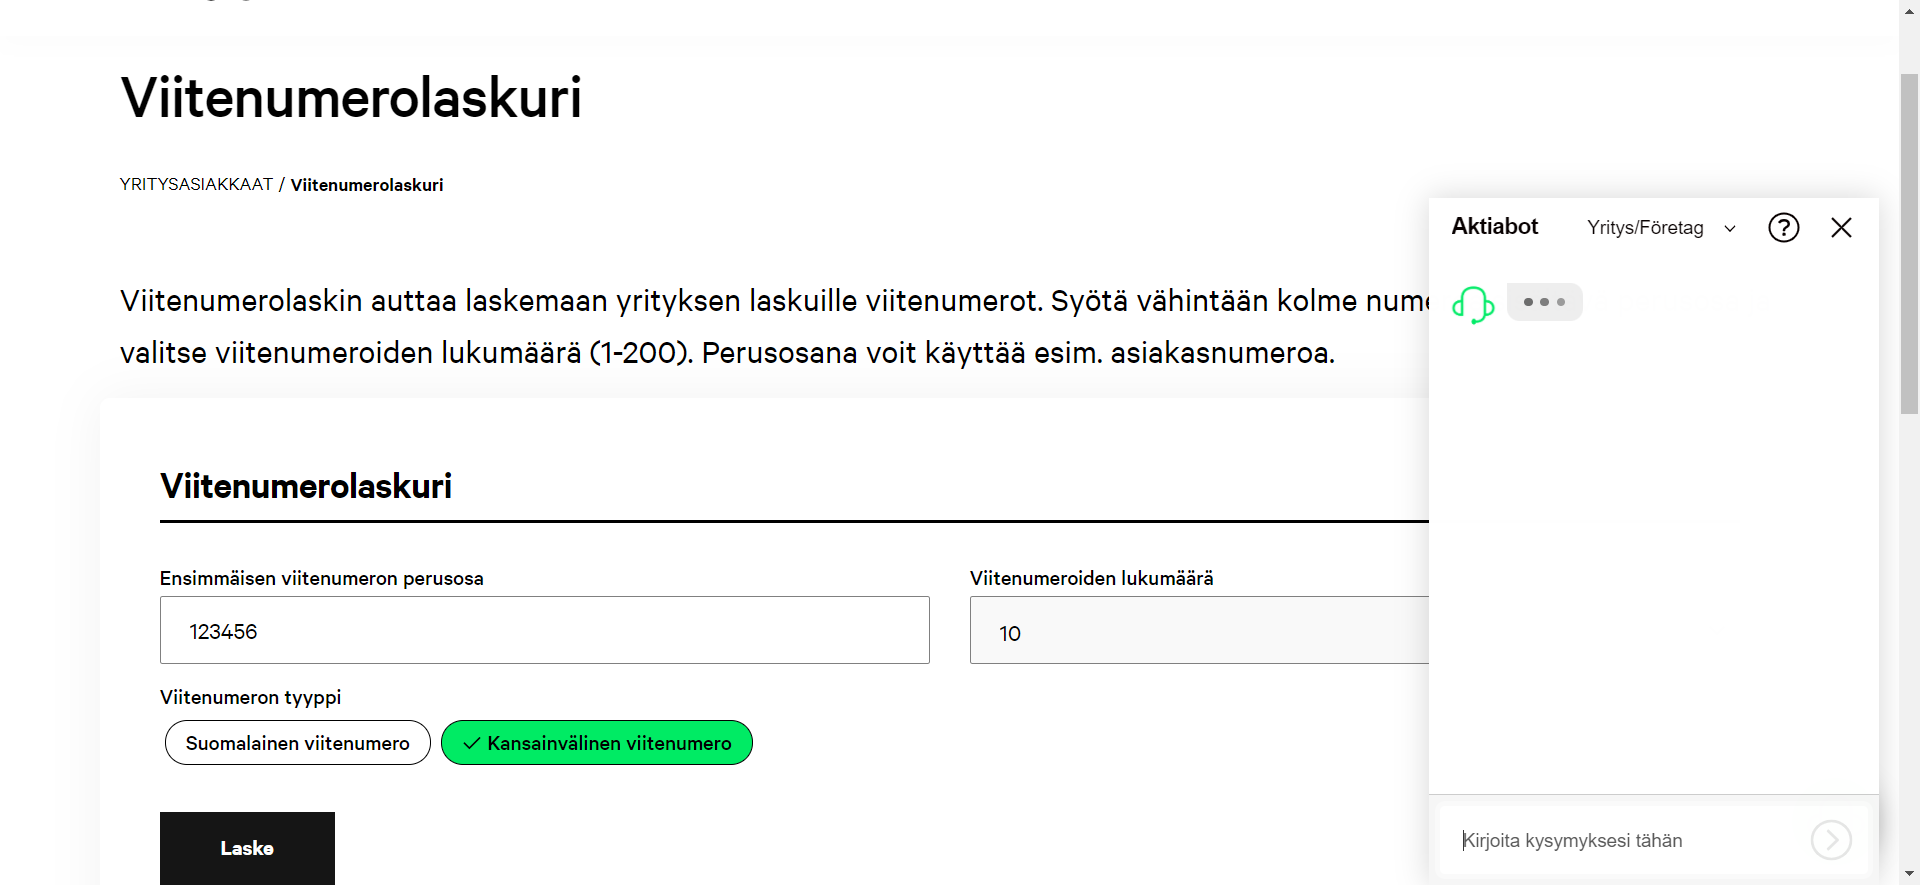 Viitenumerolaskuri
YRITYSASIAKKAAT / Viitenumerolaskuri
Viitenumerolaskin auttaa laskemaan yrityksen laskuille viitenumerot. Syötä vähintään kolme
valitse viitenumeroiden lukumäärä (1-200). Perusosana voit käyttää esim. asiakasnumeroa.
Viitenumerolaskuri
Ensimmäisen viitenumeron perusosa
123456
Viitenumeroiden lukumäärä
10
Viitenumeron tyyppi
Suomalainen viitenumero
Kansainvälinen viitenumero
Laske
Aktiabot
Yritys/Företag
?
Kirjoita kysymyksesi tähän